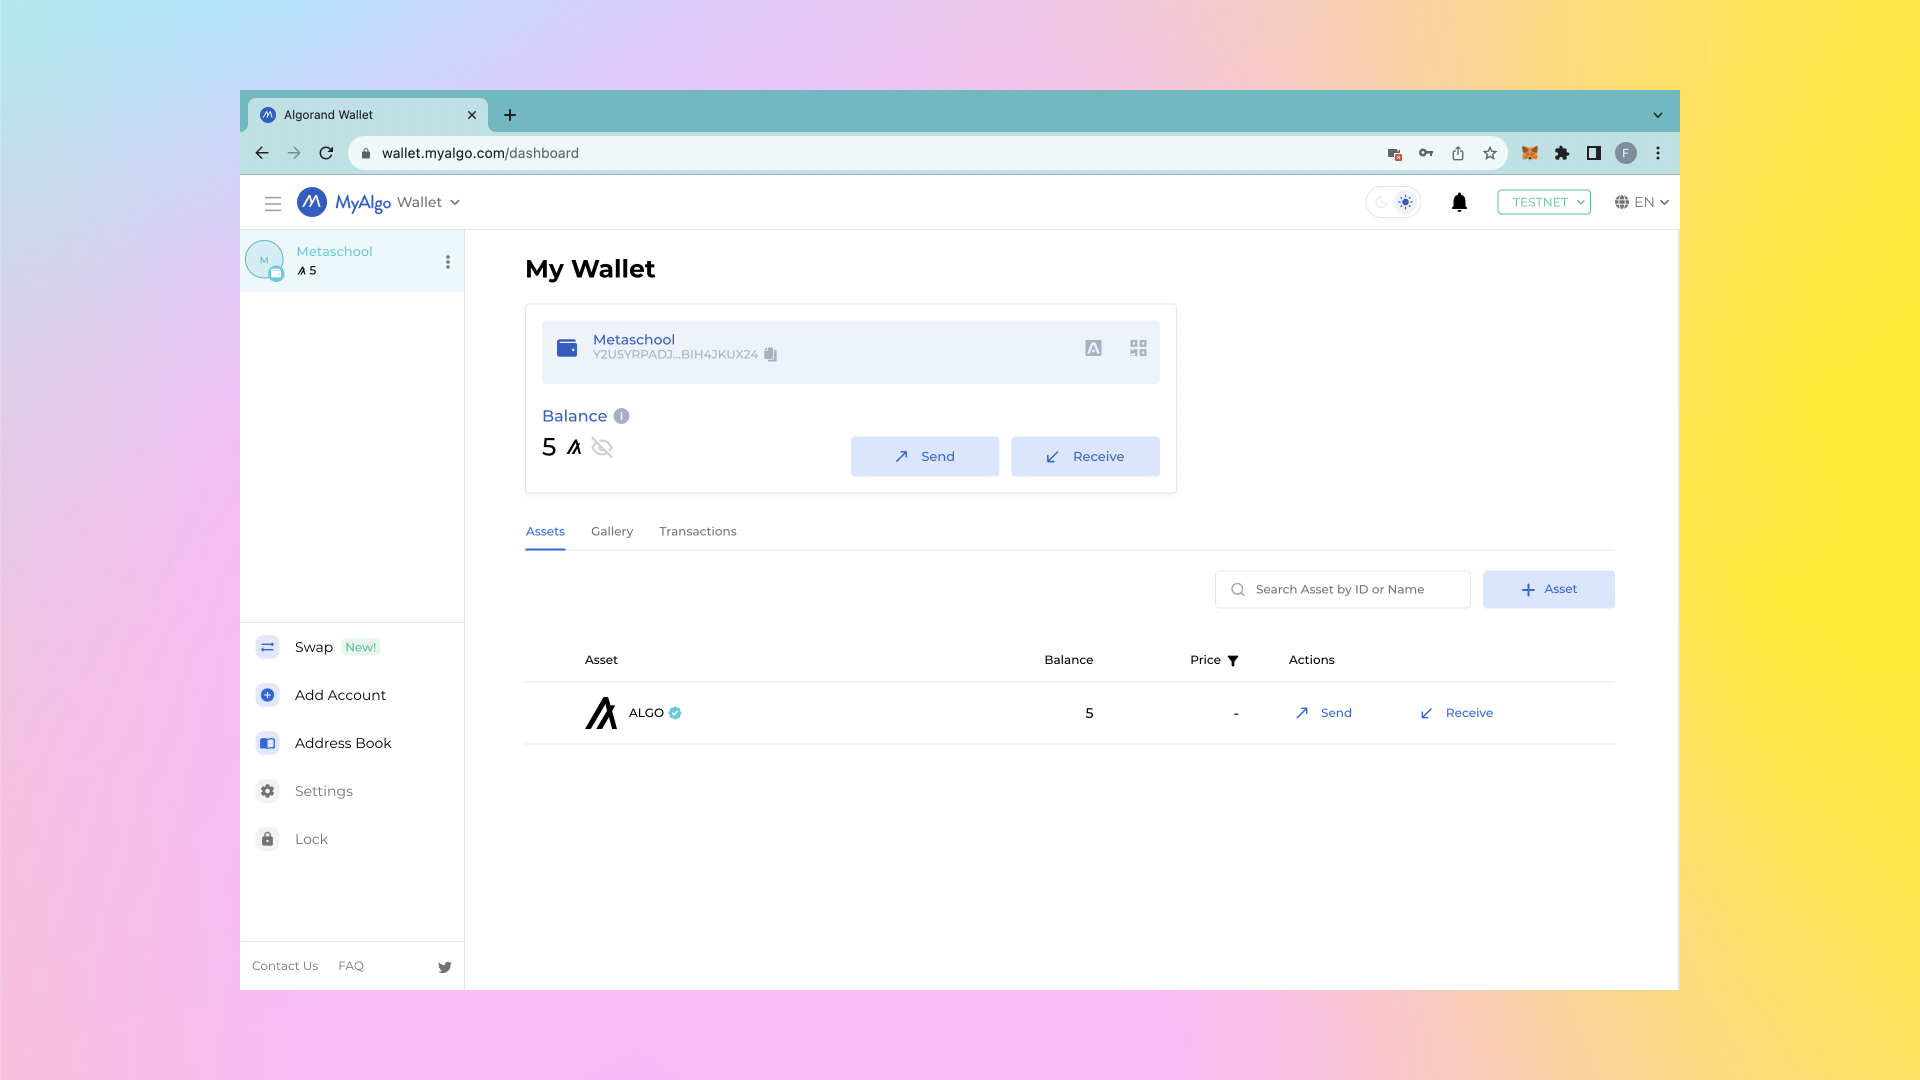 Algorand Wallet
wallet.myalgo.com/dashboard
F
MyAlgo Wallet
TESTNET
EN
M
Metaschool
5
My Wallet
Metaschool
Y2U5YRPADJ...BIH4JKUX24
Balance
5
Send
Receive
Assets
Gallery
Transactions
Search Asset by ID or Name
Asset
Asset
Balance
Price
Actions
ALGO
5
-
Send
Receive
Swap
New!
Add Account
Address Book
Settings
Lock
Contact Us
FAQ